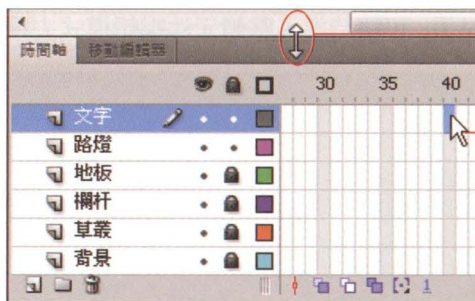 時間軸 移動編輯器
30 35 40
文字
路燈
地板
欄杆
草叢
背景
1